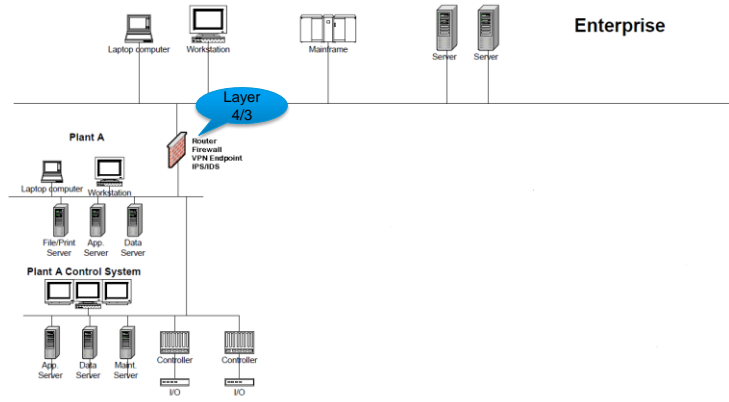 Enterprise
Laptop computer
Workstation
Mainframe
Server
Server
Layer
4/3
Plant A
Router
Firewall
VPN Endpoint
IPS/IDS
Laptop computer
Workstation
File/Print
Server
App.
Server
Data
Server
Plant A Control System
App.
Server
Data
Server
Maint.
Server
Controller
Controller
I/O
I/O